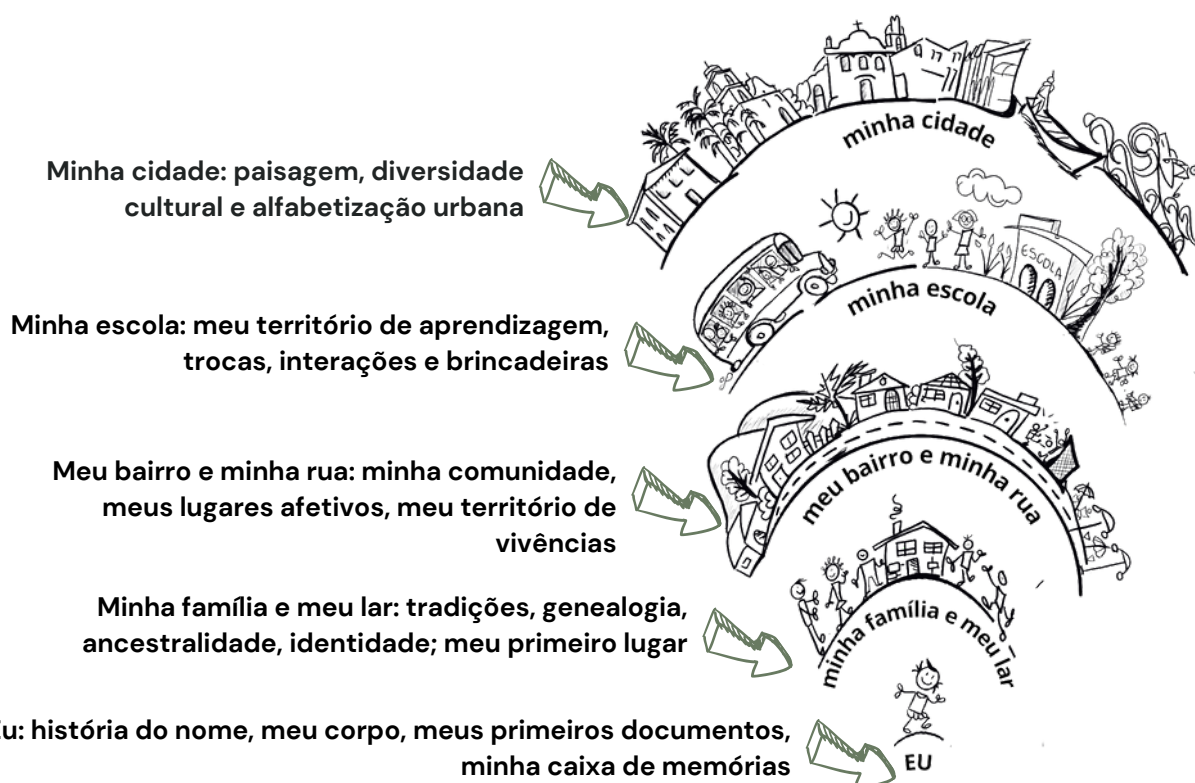 minha cidade
Minha cidade: paisagem, diversidade
cultural e alfabetização urbana
ESCOLA
minha escola
Minha escola: meu território de aprendizagem,
trocas, interações e brincadeiras
meu bairro e minha rua
Meu bairro e minha rua: minha comunidade,
meus lugares afetivos, meu território de
vivências
minha família e meu lar
Minha família e meu lar: tradições, genealogia,
ancestralidade, identidade; meu primeiro lugar
Eu: história do nome, meu corpo, meus primeiros documentos,
minha caixa de memórias
EU